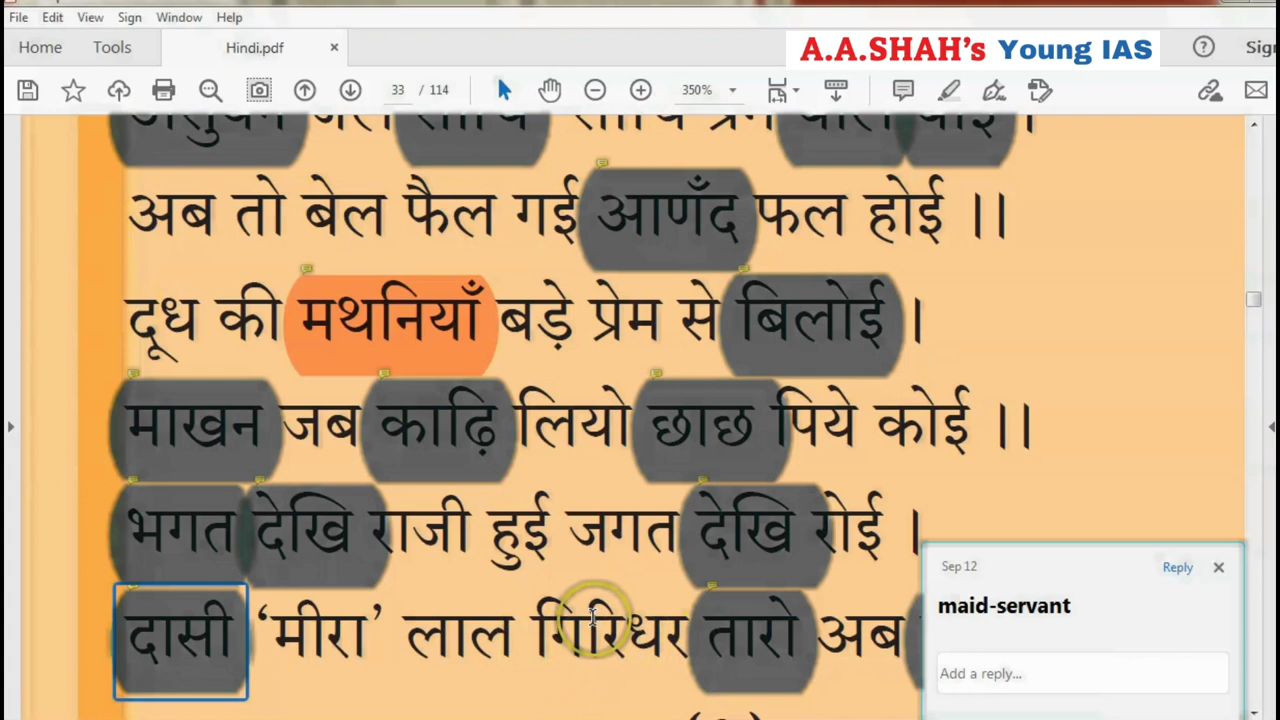 File Edit View Sign Window Help
Home Tools Hindi.pdf × A.A.SHAH's Young IAS ? Sig
33 / 114 350%
प्रेम
अब तो बेल फैल गई आणँद फल होई ।।
दूध की मथनियाँ बड़े प्रेम से बिलोई ।
माखन जब काढ़ि लियो छाछ पिये कोई ।।
भगत देखि राजी हुई जगत देखि रोई ।
दासी ‘मीरा’ लाल गिरिधर तारो अब
Sep 12 Reply ×
maid-servant
Add a reply...